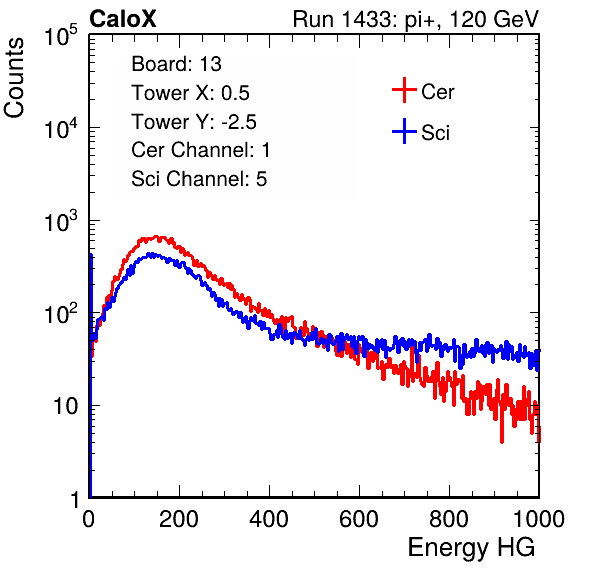 CaloX Run 1433: pi+, 120 GeV
Counts
10^5
10^4
10^3
10^2
10
1
Board: 13
Tower X: 0.5
Tower Y: -2.5
Cer Channel: 1
Sci Channel: 5
Cer
Sci
0 200 400 600 800 1000
Energy HG